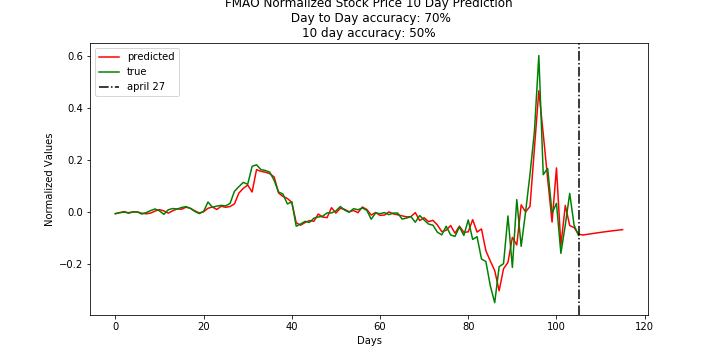 FMAO Normalized Stock Price 10 Day Prediction
Day to Day accuracy: 70%
10 day accuracy: 50%
predicted
true
april 27
Normalized Values
0.6
0.4
0.2
0.0
−0.2
0
20
40
60
80
100
120
Days